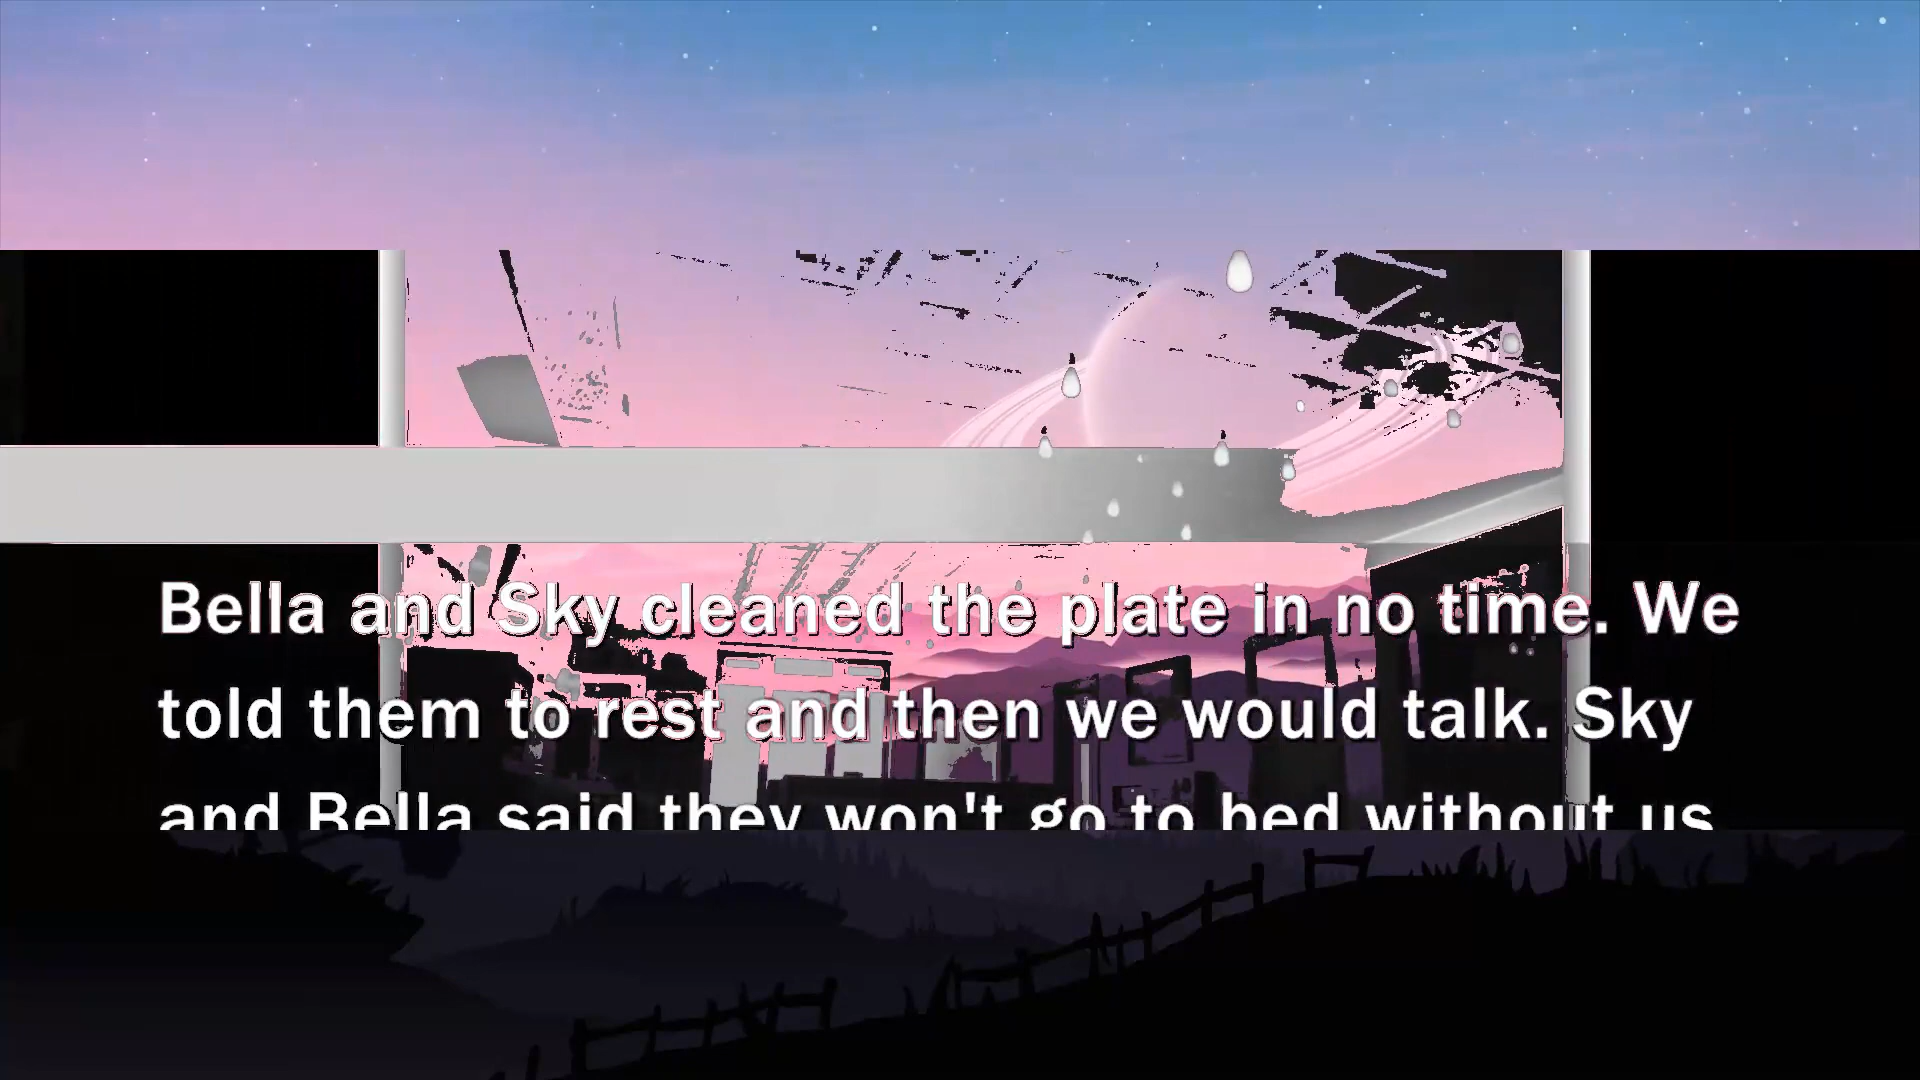 Bella and Sky cleaned the plate in no time. We
told them to rest and then we would talk. Sky
and Bella said they won't go to bed without us